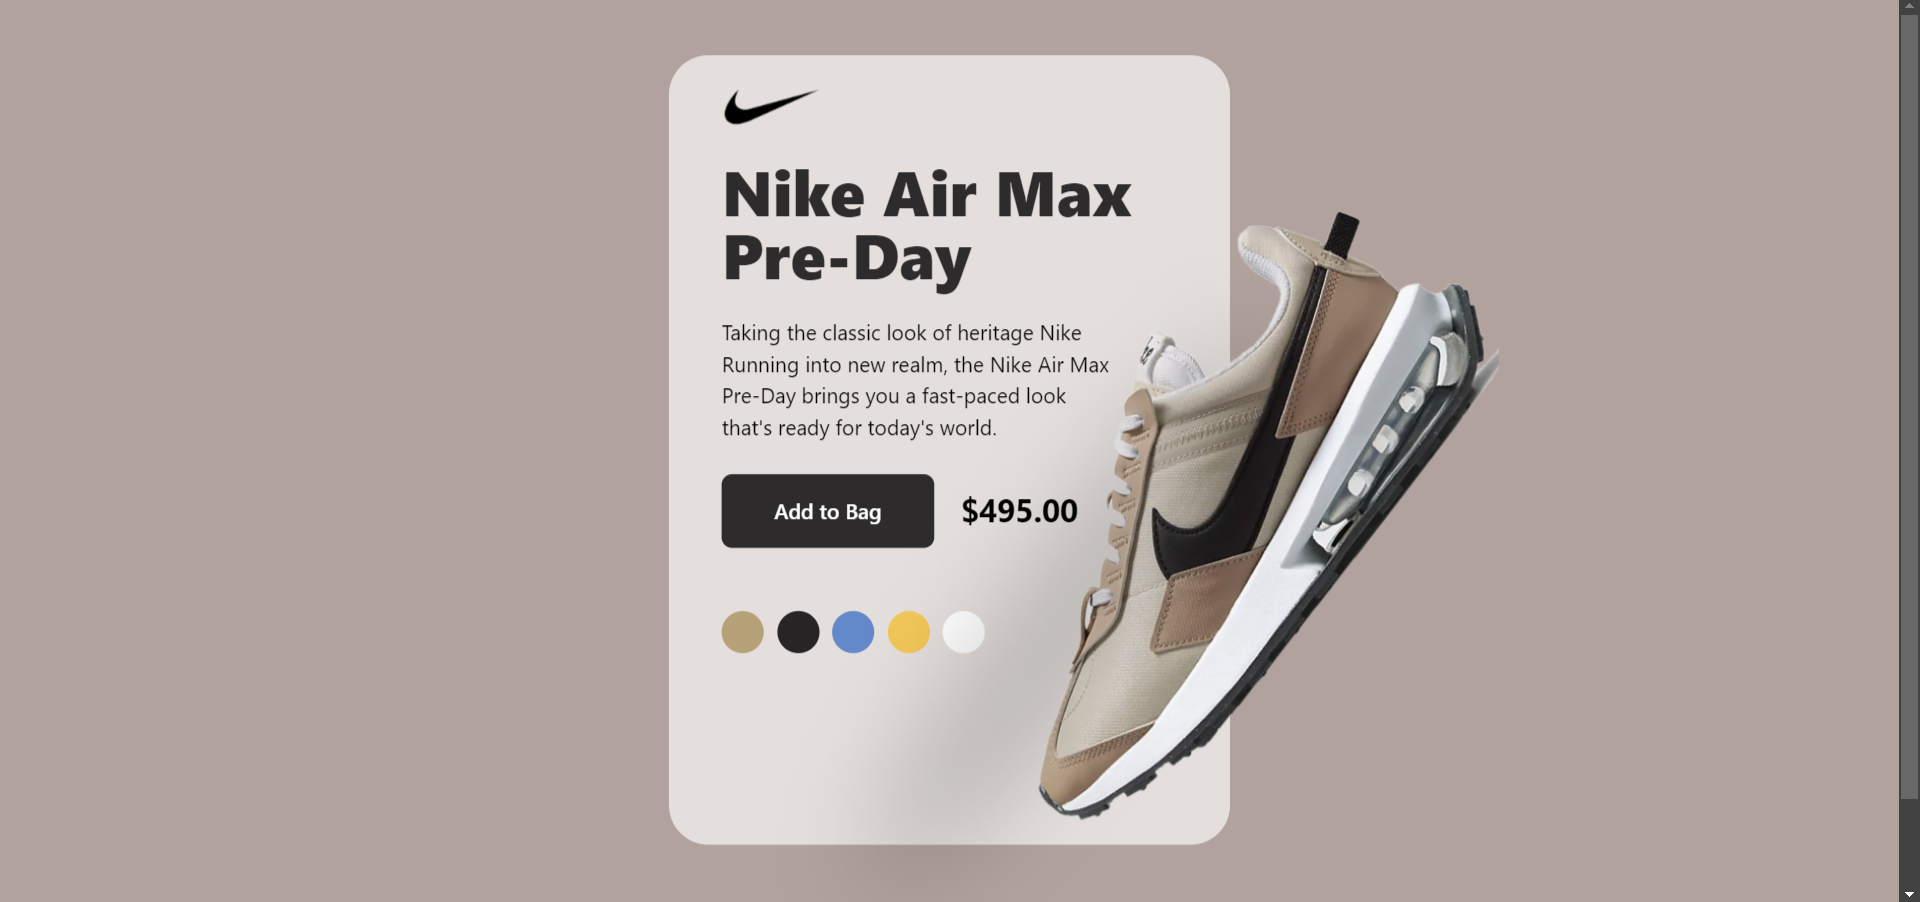 Nike Air Max
Pre-Day
Taking the classic look of heritage Nike
Running into new realm, the Nike Air Max
Pre-Day brings you a fast-paced look
that's ready for today's world.
Add to Bag
$495.00